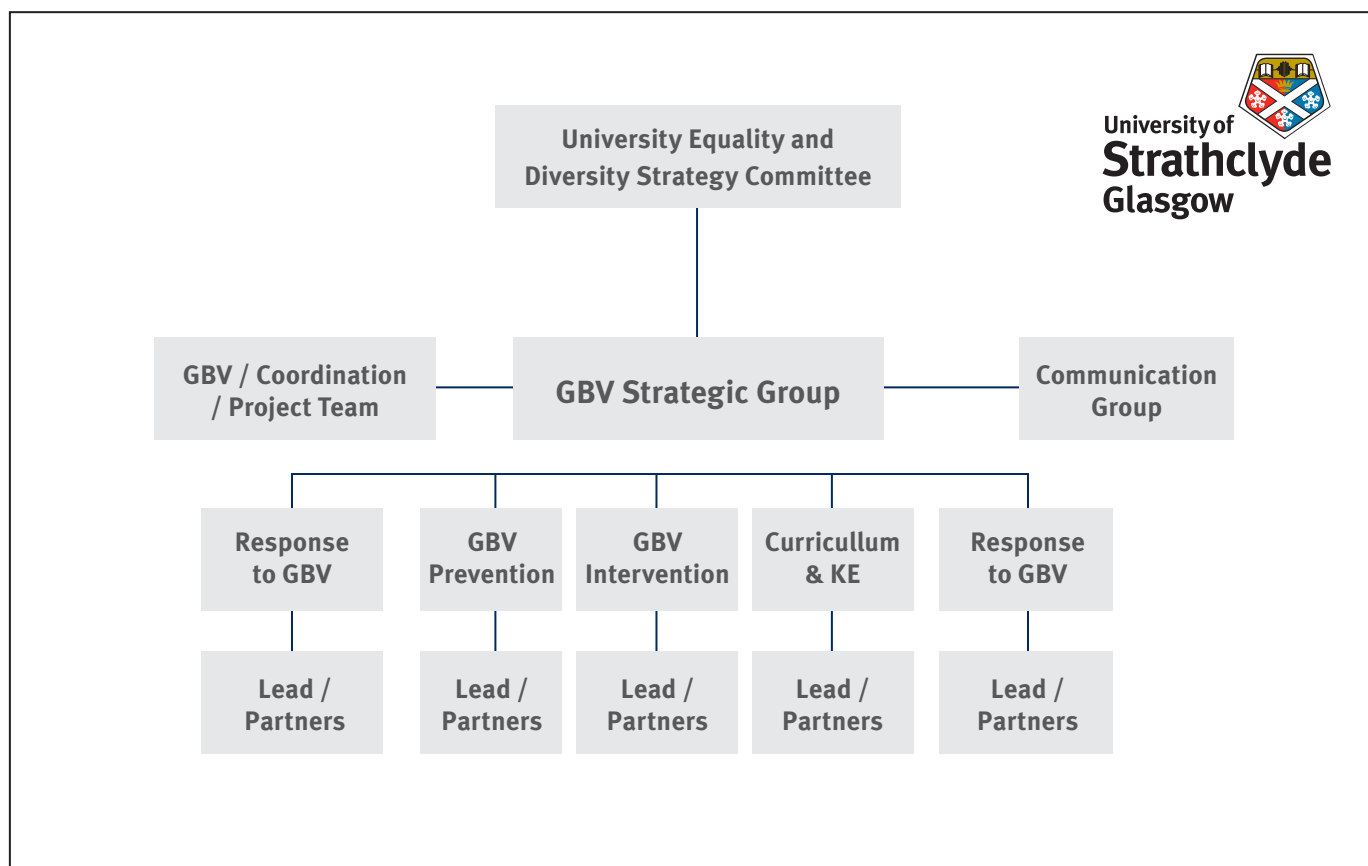 University of
Strathclyde
Glasgow
University Equality and
Diversity Strategy Committee
GBV / Coordination
/ Project Team
GBV Strategic Group
Communication
Group
Response
to GBV
GBV
Prevention
GBV
Intervention
Curricullum
& KE
Response
to GBV
Lead /
Partners
Lead /
Partners
Lead /
Partners
Lead /
Partners
Lead /
Partners